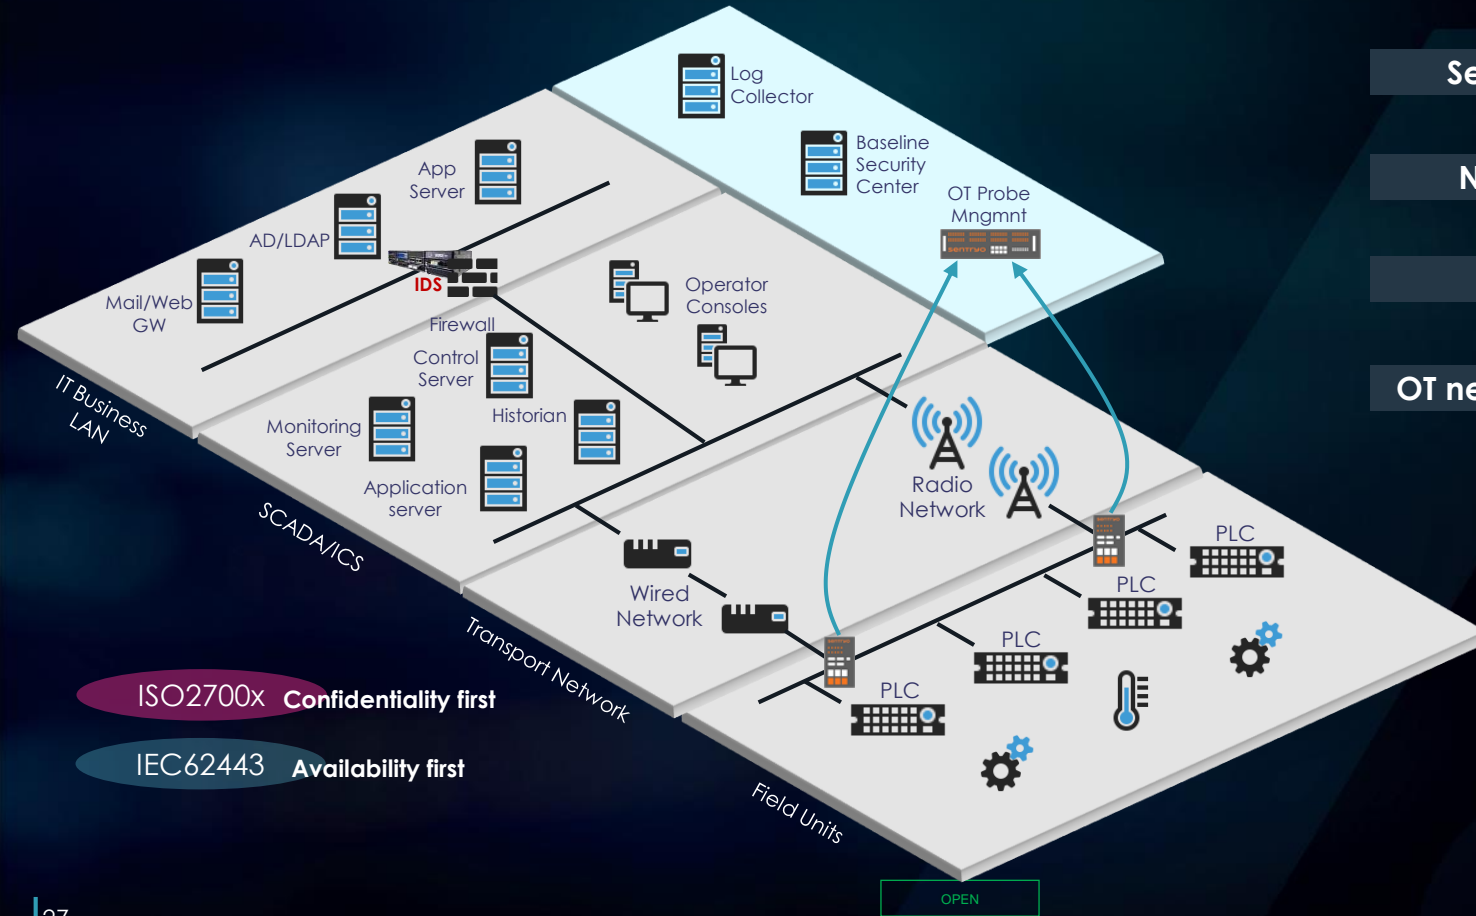 Log
Collector
Baseline
Security
Center
OT Probe
Mngmnt
SENTRYO
App
Server
AD/LDAP
Mail/Web
GW
IDS
Firewall
Operator
Consoles
Control
Server
Historian
Monitoring
Server
Application
server
Radio
Network
Wired
Network
PLC
PLC
PLC
PLC
IT Business
LAN
SCADA/ICS
Transport Network
Field Units
ISO2700x Confidentiality first
IEC62443 Availability first
Se
N
OT ne
OPEN